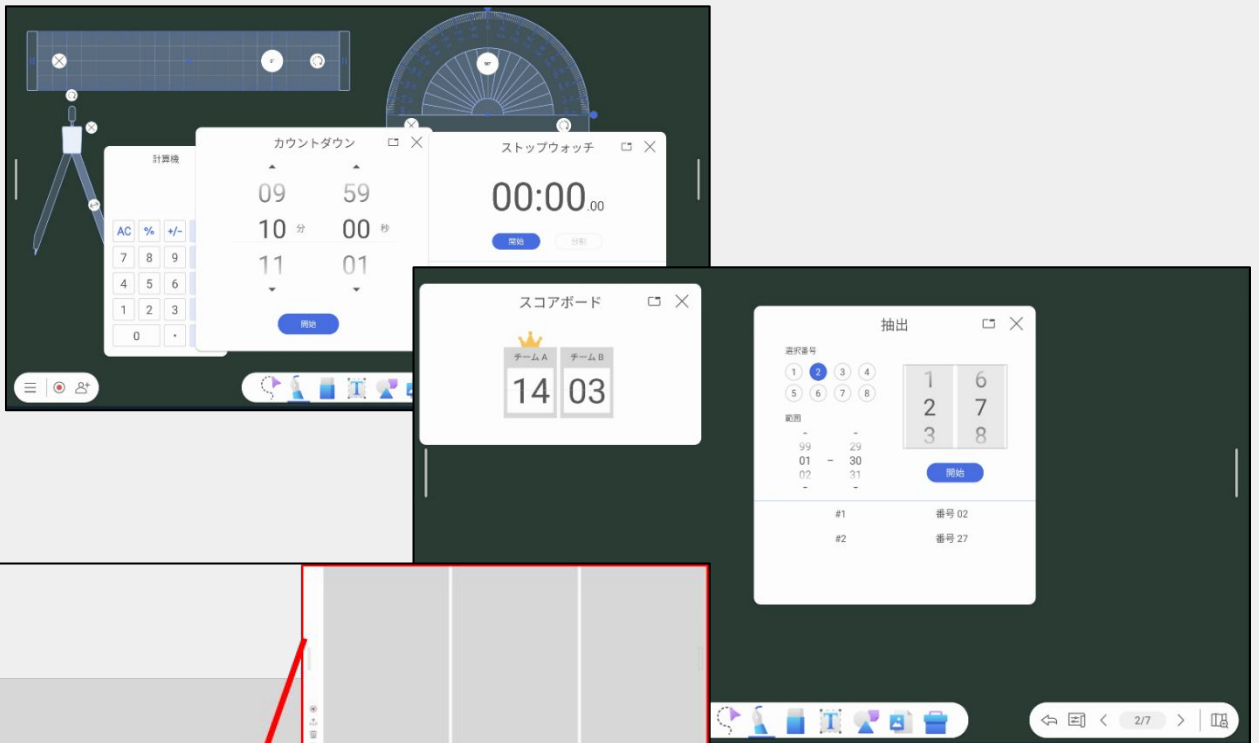 0°
90°
計算機
AC % +/-
7 8 9
4 5 6
1 2 3
0 ·
カウントダウン
09 59
10 分 00 秒
11 01
開始
ストップウォッチ
00:00.00
開始 分割
スコアボード
チーム A チーム B
14 03
抽出
選択番号
1 2 3 4
5 6 7 8
範囲
99 29
01 – 30
02 31
1 6
2 7
3 8
開始
#1 番号 02
#2 番号 27
T
T
2/7